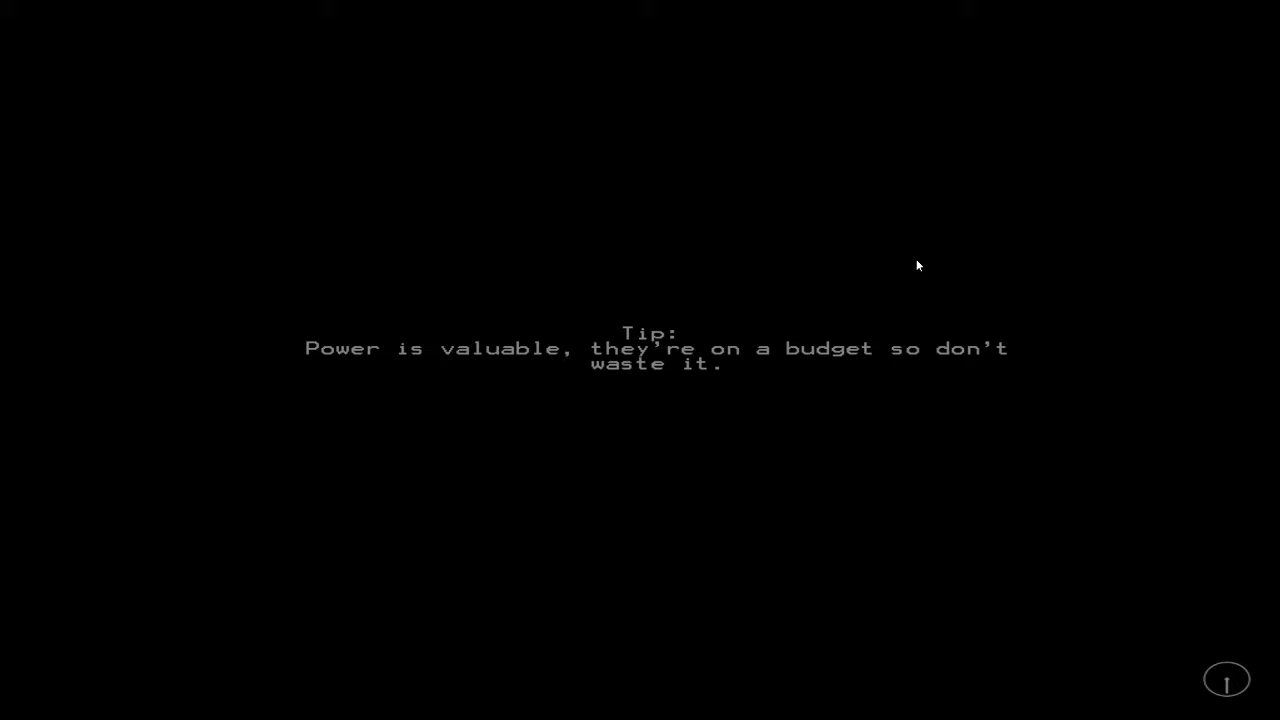 Tip:
Power is valuable, they're on a budget so don't
waste it.